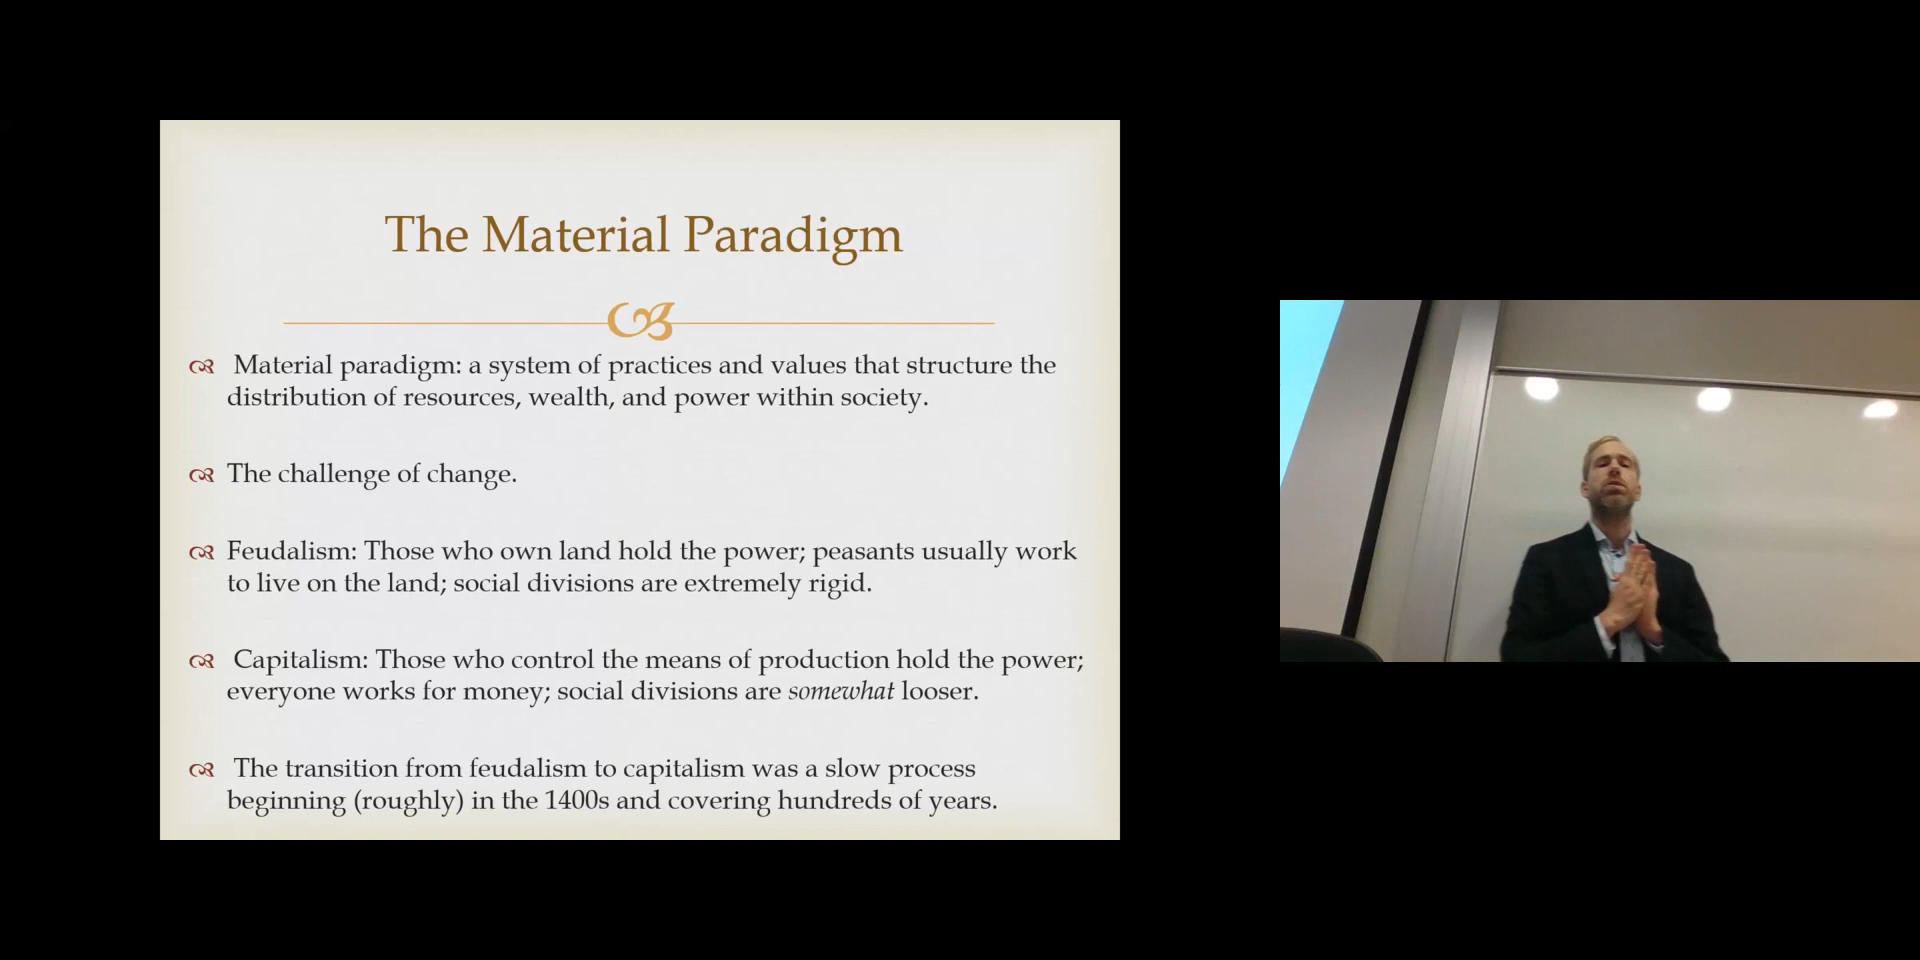 The Material Paradigm
Material paradigm: a system of practices and values that structure the
distribution of resources, wealth, and power within society.
The challenge of change.
Feudalism: Those who own land hold the power; peasants usually work
to live on the land; social divisions are extremely rigid.
Capitalism: Those who control the means of production hold the power;
everyone works for money; social divisions are somewhat looser.
The transition from feudalism to capitalism was a slow process
beginning (roughly) in the 1400s and covering hundreds of years.